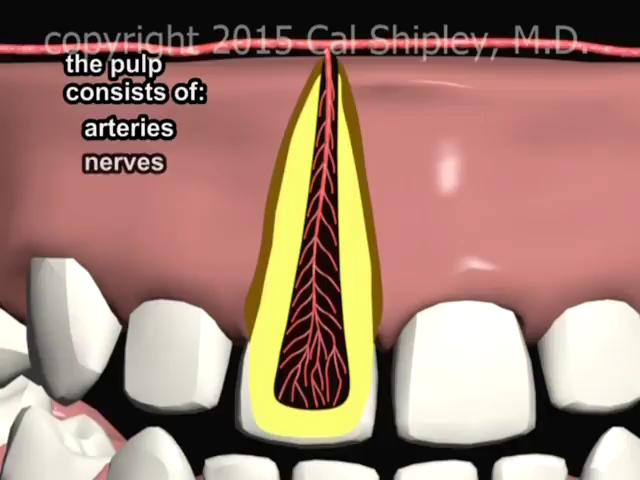 copyright 2015 Cal Shipley, M.D.
the pulp
consists of:
arteries
nerves